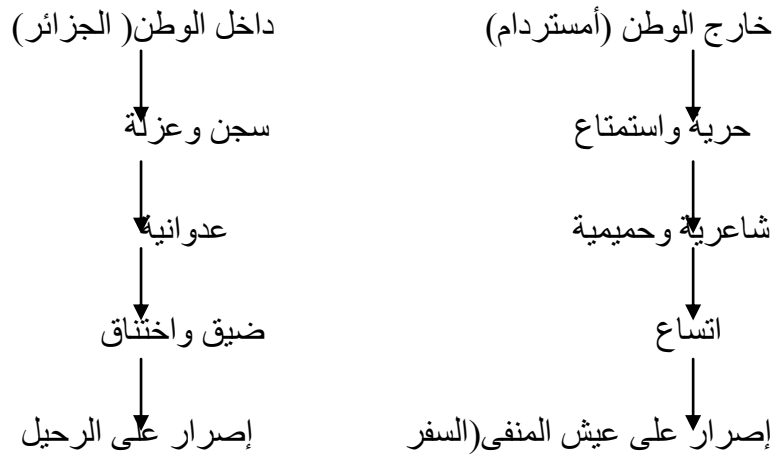 خارج الوطن (أمستردام) داخل الوطن( الجزائر)
حرية واستمتاع سجن وعزلة
شاعرية وحميمية عدوانية
اتساع ضيق واختناق
إصرار على عيش المنفى(السفر إصرار على الرحيل